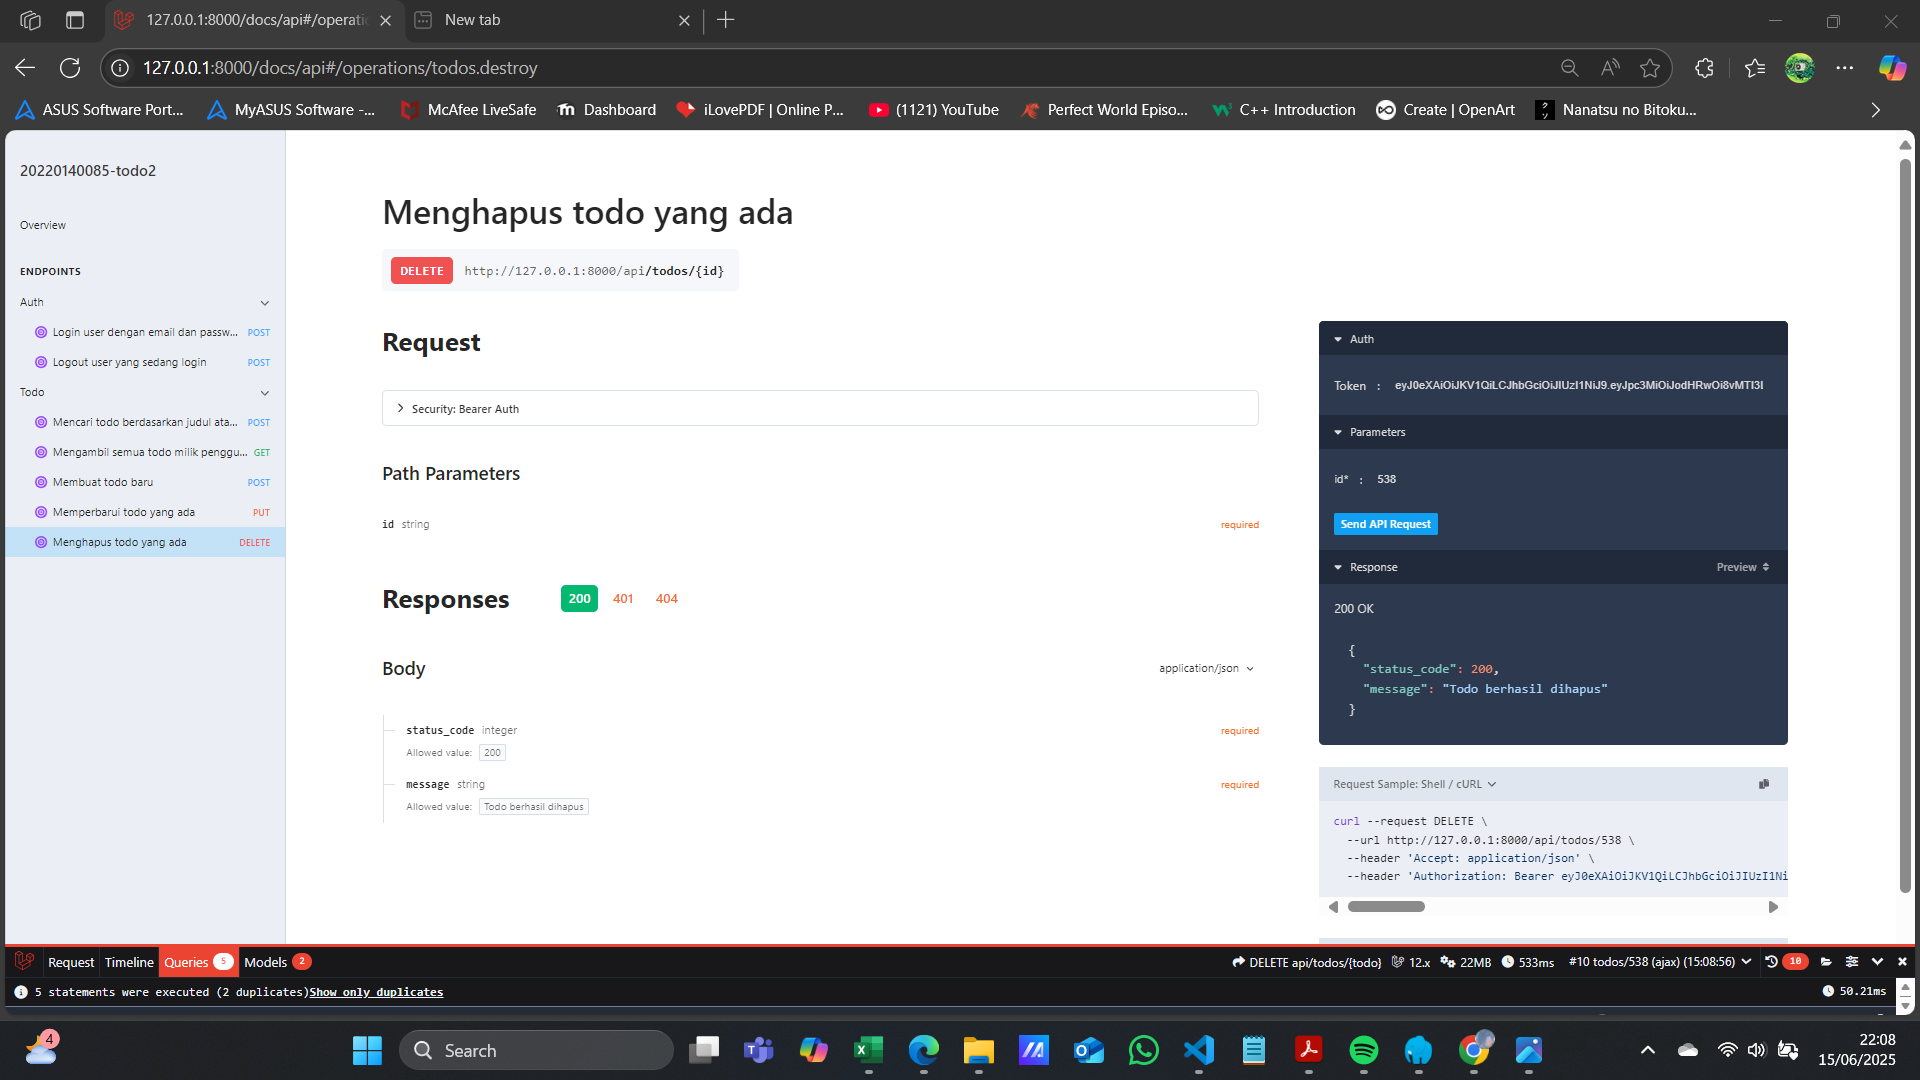 127.0.0.1:8000/docs/api#/operati
New tab
127.0.0.1:8000/docs/api#/operations/todos.destroy
ASUS Software Port...
MyASUS Software -...
McAfee LiveSafe
Dashboard
iLovePDF | Online P...
(1121) YouTube
Perfect World Episo...
C++ Introduction
Create | OpenArt
Nanatsu no Bitoku...
20220140085-todo2
Overview
ENDPOINTS
Auth
Login user dengan email dan passw... POST
Logout user yang sedang login POST
Todo
Mencari todo berdasarkan judul ata... POST
Mengambil semua todo milik penggu... GET
Membuat todo baru POST
Memperbarui todo yang ada PUT
Menghapus todo yang ada DELETE
Menghapus todo yang ada
DELETE http://127.0.0.1:8000/api/todos/{id}
Request
Security: Bearer Auth
Path Parameters
id string required
Responses 200 401 404
Body application/json
status_code integer required
Allowed value: 200
message string required
Allowed value: Todo berhasil dihapus
Auth
Token : eyJ0eXAiOiJKV1QiLCJhbGciOiJIUzI1NiJ9.eyJpc3MiOiJodHRwOi8vMTI3I
Parameters
id* : 538
Send API Request
Response Preview
200 OK
{
"status_code": 200,
"message": "Todo berhasil dihapus"
}
Request Sample: Shell / cURL
curl --request DELETE \
--url http://127.0.0.1:8000/api/todos/538 \
--header 'Accept: application/json' \
--header 'Authorization: Bearer eyJ0eXAiOiJKV1QiLCJhbGciOiJIUzI1Ni
Request Timeline Queries 5 Models 2
DELETE api/todos/{todo} 12.x 22MB 533ms #10 todos/538 (ajax) (15:08:56) 10
5 statements were executed (2 duplicates)Show only duplicates 50.21ms
4
Search
22:08
15/06/2025